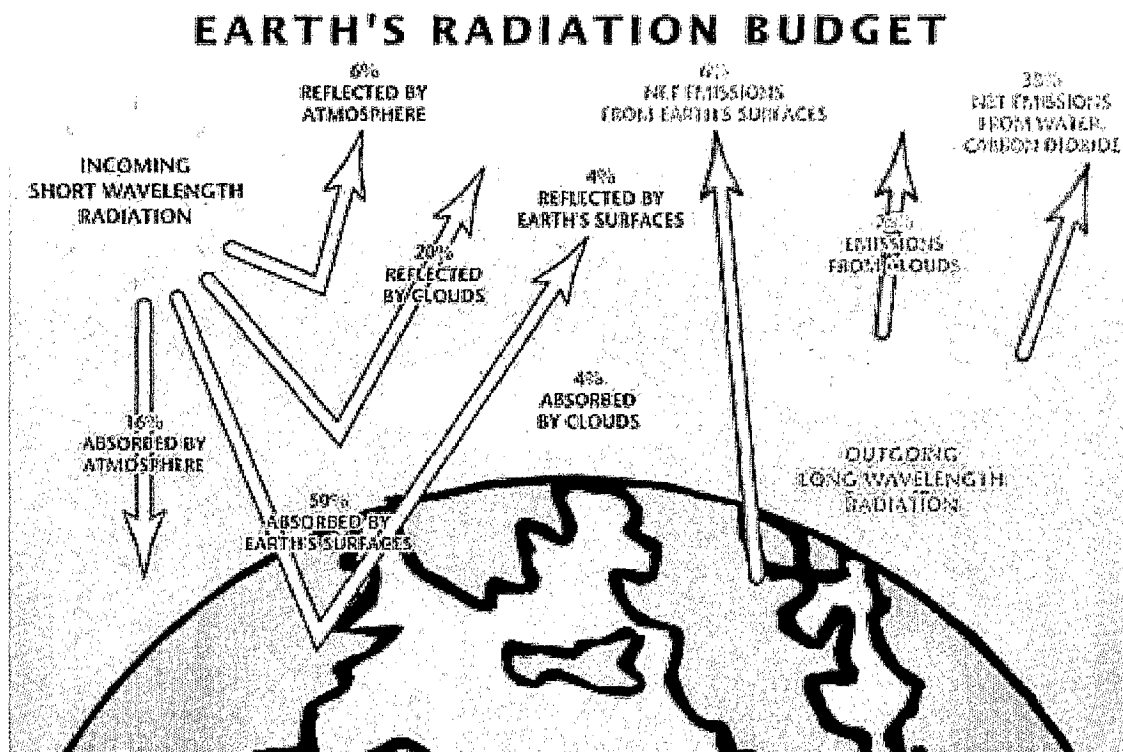 EARTH'S RADIATION BUDGET
6%
REFLECTED BY
ATMOSPHERE
NET EMISSIONS
FROM EARTH'S SURFACES
NET EMISSIONS
FROM WATER,
CARBON DIOXIDE
INCOMING
SHORT WAVELENGTH
RADIATION
4%
REFLECTED BY
EARTH'S SURFACES
20%
REFLECTED
BY CLOUDS
EMISSIONS
FROM CLOUDS
4%
ABSORBED
BY CLOUDS
16%
ABSORBED BY
ATMOSPHERE
OUTGOING
LONG WAVELENGTH
RADIATION
ABSORBED BY
EARTH'S SURFACES